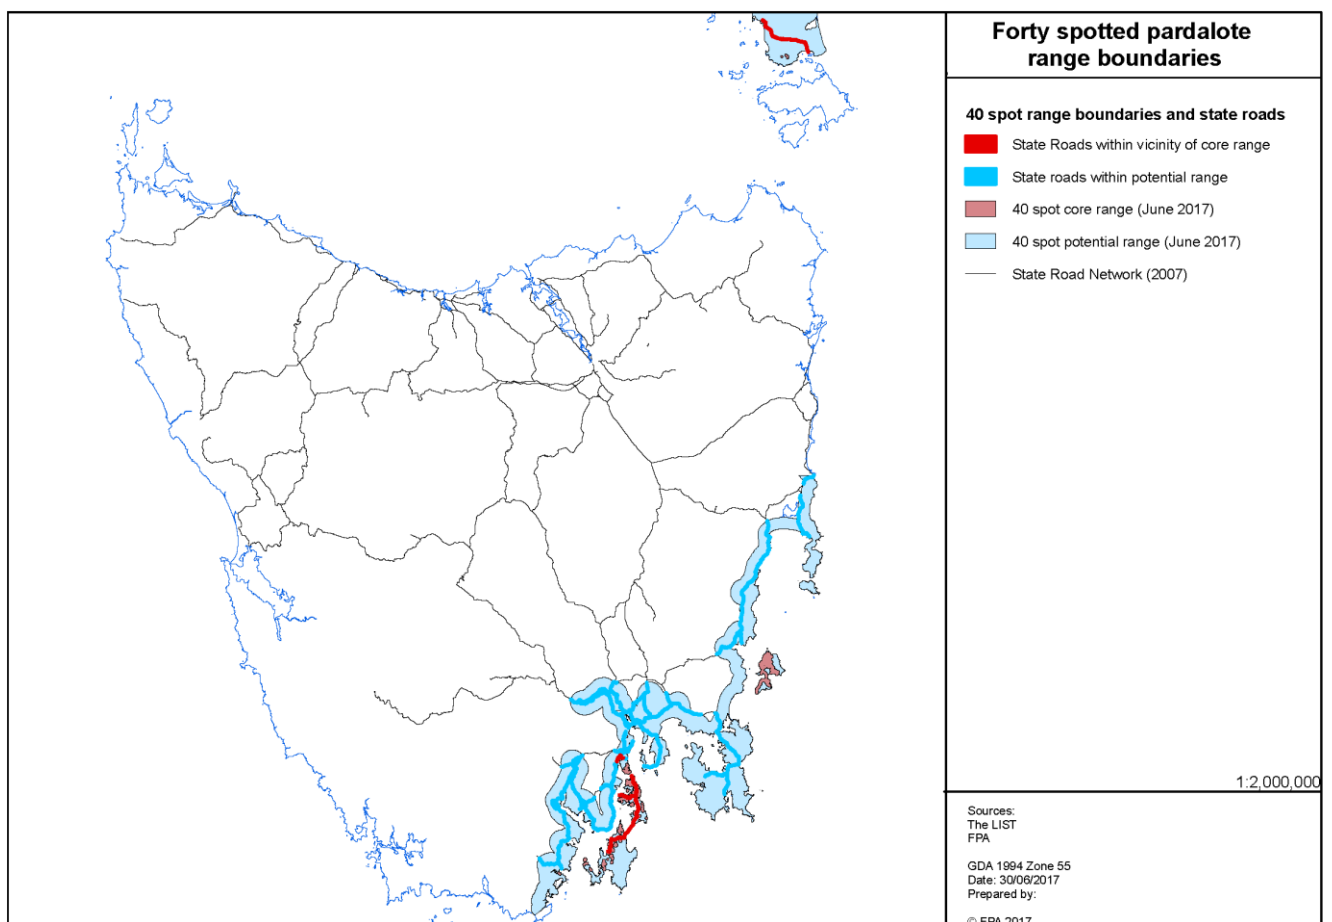 Forty spotted pardalote
range boundaries
40 spot range boundaries and state roads
State Roads within vicinity of core range
State roads within potential range
40 spot core range (June 2017)
40 spot potential range (June 2017)
State Road Network (2007)
1:2,000,000
Sources:
The LIST
FPA
GDA 1994 Zone 55
Date: 30/06/2017
Prepared by:
© FPA 2017